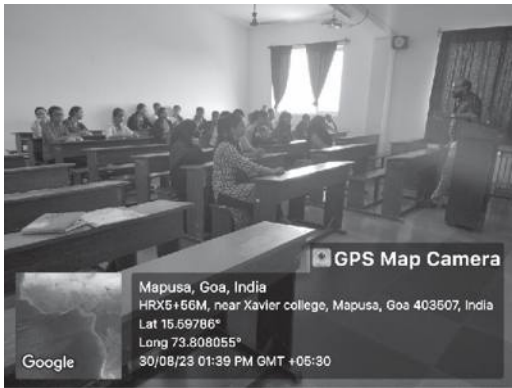 GPS Map Camera
Mapusa, Goa, India
HRX5+56M, near Xavier college, Mapusa, Goa 403507, India
Lat 15.59786°
Long 73.808055°
30/08/23 01:39 PM GMT +05:30
Google